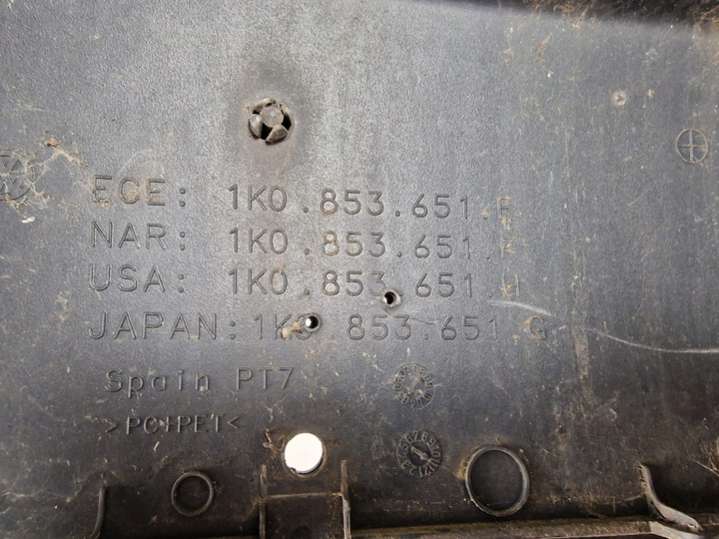 ECE: 1K0.853.651.F
NAR: 1K0.853.651.
USA: 1K0.853.651.H
JAPAN: 1K0 853.651 G
Spain PT7
>PC+PET<